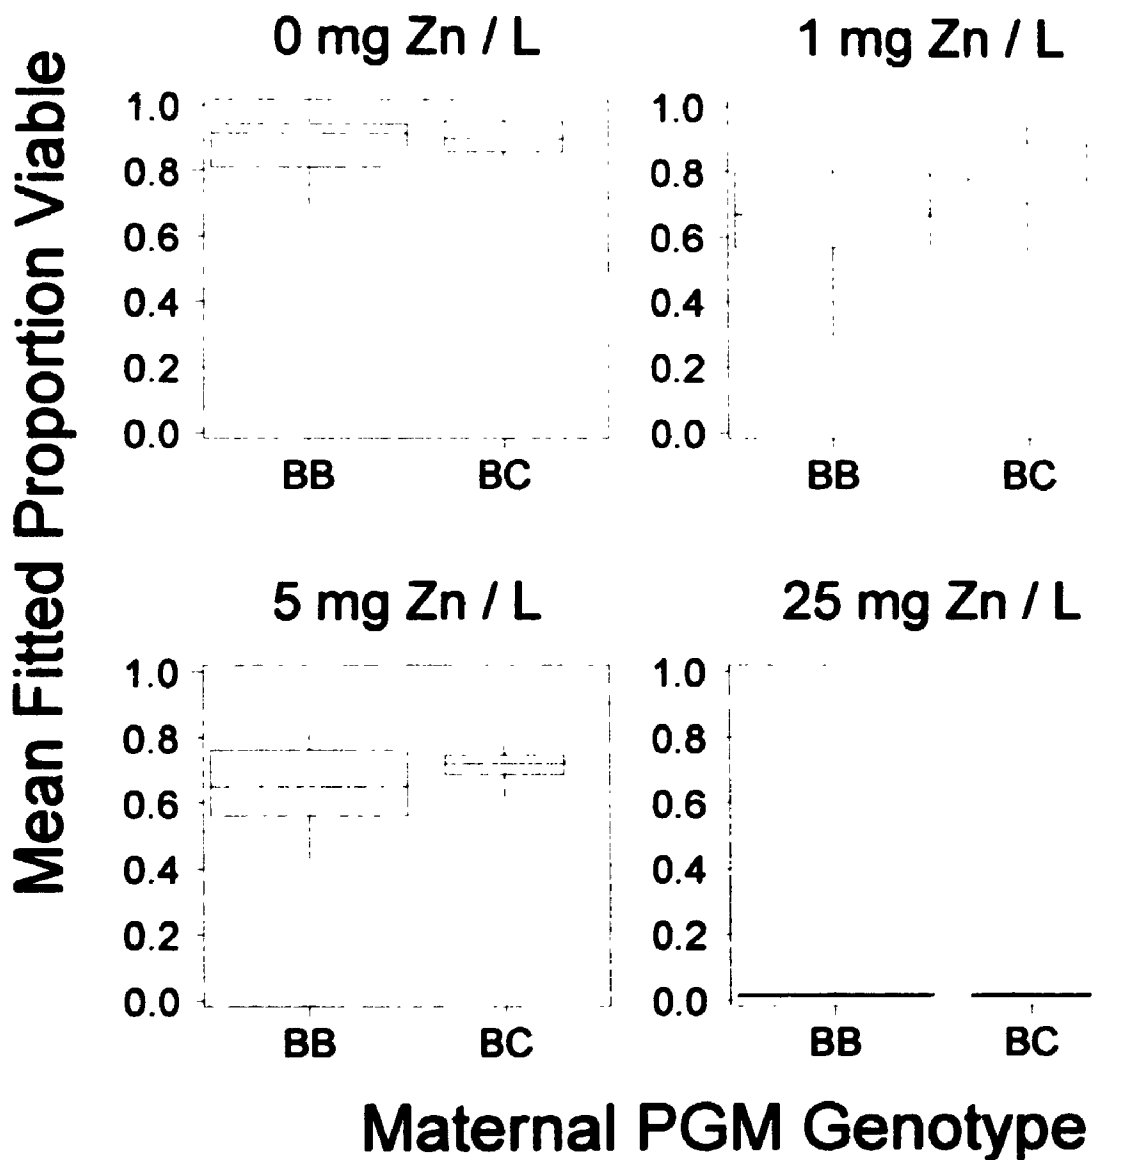 0 mg Zn / L
1 mg Zn / L
Mean Fitted Proportion Viable
1.0
0.8
0.6
0.4
0.2
0.0
BB
BC
1.0
0.8
0.6
0.4
0.2
0.0
BB
BC
5 mg Zn / L
25 mg Zn / L
1.0
0.8
0.6
0.4
0.2
0.0
BB
BC
1.0
0.8
0.6
0.4
0.2
0.0
BB
BC
Maternal PGM Genotype